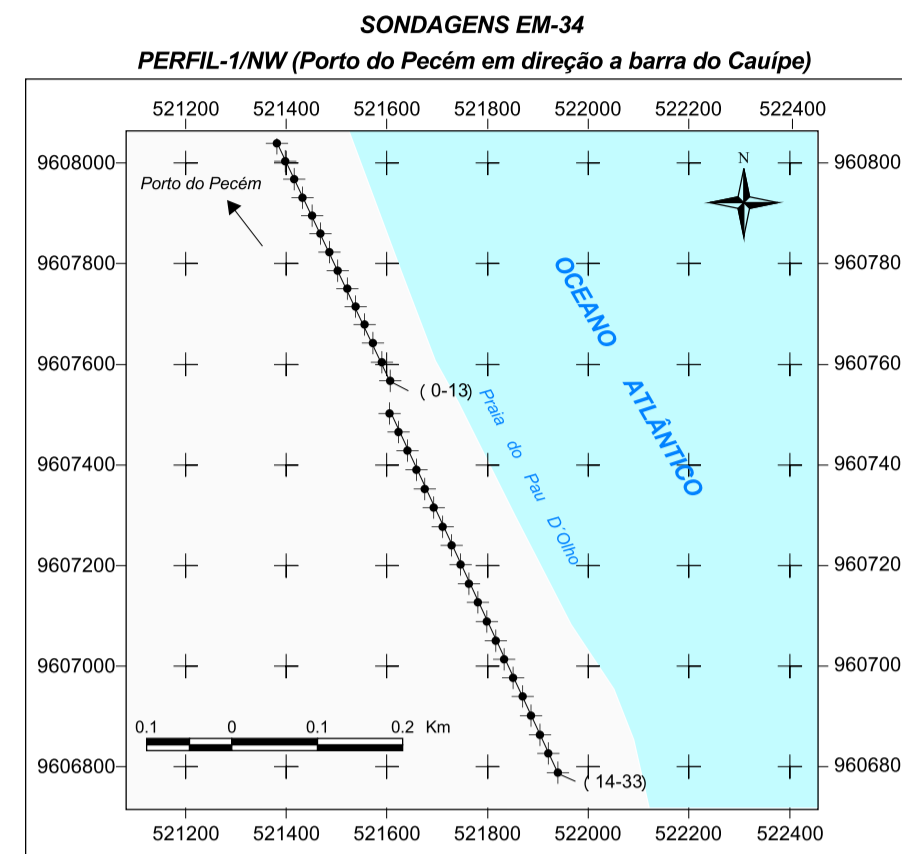 SONDAGENS EM-34
PERFIL-1/NW (Porto do Pecém em direção a barra do Cauípe)
521200 521400 521600 521800 522000 522200 522400
9608000 960800
Porto do Pecém
N
9607800 960780
OCEANO
ATLÂNTICO
9607600 960760
( 0-13)
Praia do Pau D´Olho
9607400 960740
9607200 960720
9607000 960700
0.1 0 0.1 0.2 Km
9606800 960680
( 14-33)
521200 521400 521600 521800 522000 522200 522400